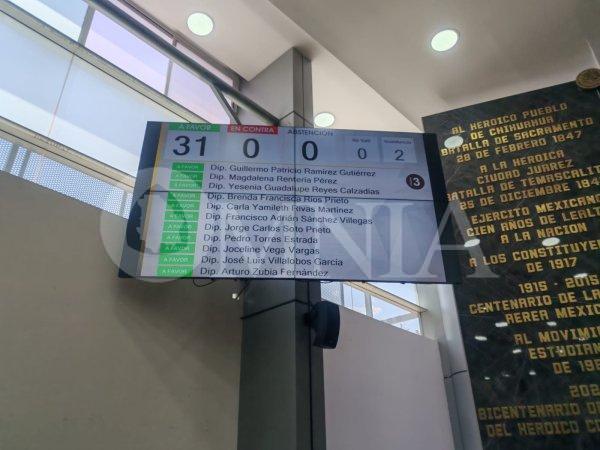 A FAVOR EN CONTRA ABSTENCIÓN
31 0 0 0 2
A FAVOR Dip. Guillermo Patricio Ramírez Gutiérrez
A FAVOR Dip. Magdalena Rentería Pérez
A FAVOR Dip. Yesenia Guadalupe Reyes Calzadías
A FAVOR Dip. Brenda Francisca Ríos Prieto
A FAVOR Dip. Carla Yamileth Rivas Martínez
A FAVOR Dip. Francisco Adrián Sánchez Villegas
A FAVOR Dip. Jorge Carlos Soto Prieto
A FAVOR Dip. Pedro Torres Estrada
A FAVOR Dip. Joceline Vega Vargas
A FAVOR Dip. José Luis Villalobos García
A FAVOR Dip. Arturo Zubía Fernández
AL HEROICO PUEBLO
DE CHIHUAHUA
BATALLA DE SACRAMENTO
28 DE FEBRERO 1847
A LA HEROICA
CIUDAD JUAREZ
BATALLA DE TEMASCALIT
25 DE DICIEMBRE 1846
EJERCITO MEXICANO
CIEN AÑOS DE LEALT
A LA NACION
A LOS CONSTITUYE
DE 1917
1915 - 2015
CENTENARIO DE LA
AEREA MEXIC
AL MOVIMI
ESTUDIAN
DE 19
BICENTENARIO DE
DEL HEROICO CO